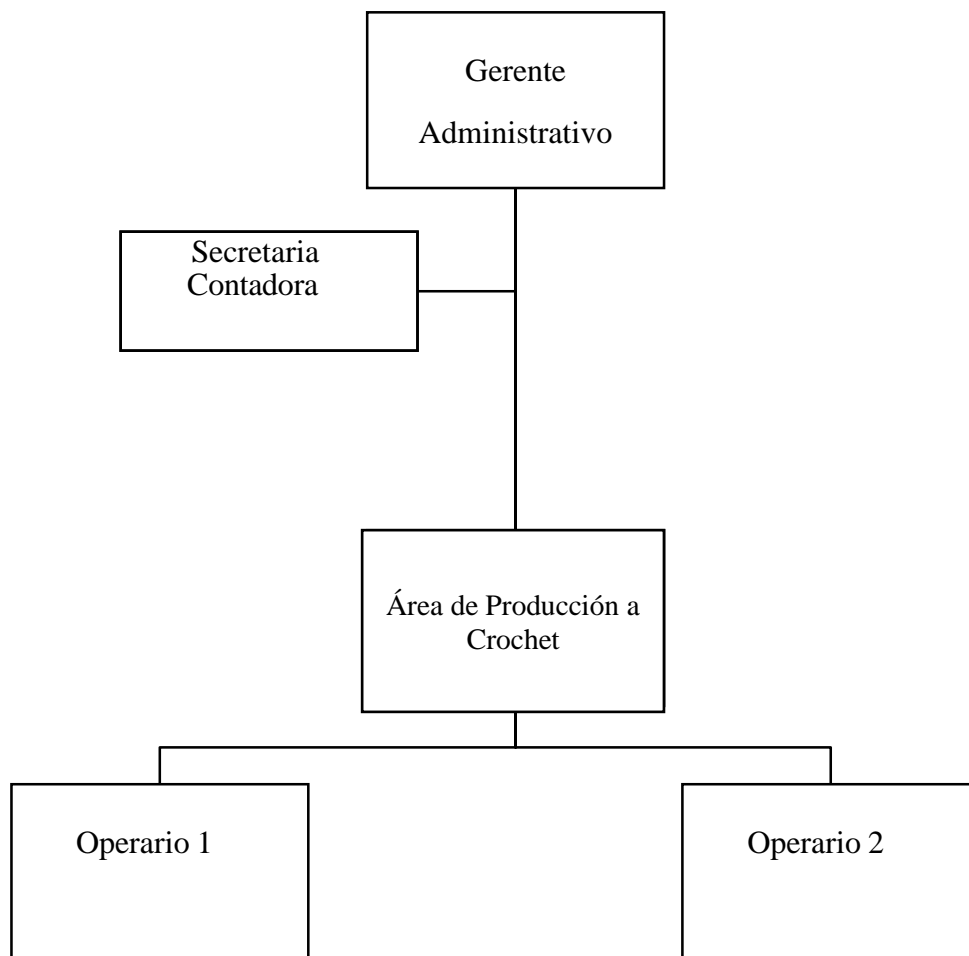 Gerente
Administrativo
Secretaria
Contadora
Área de Producción a
Crochet
Operario 1
Operario 2